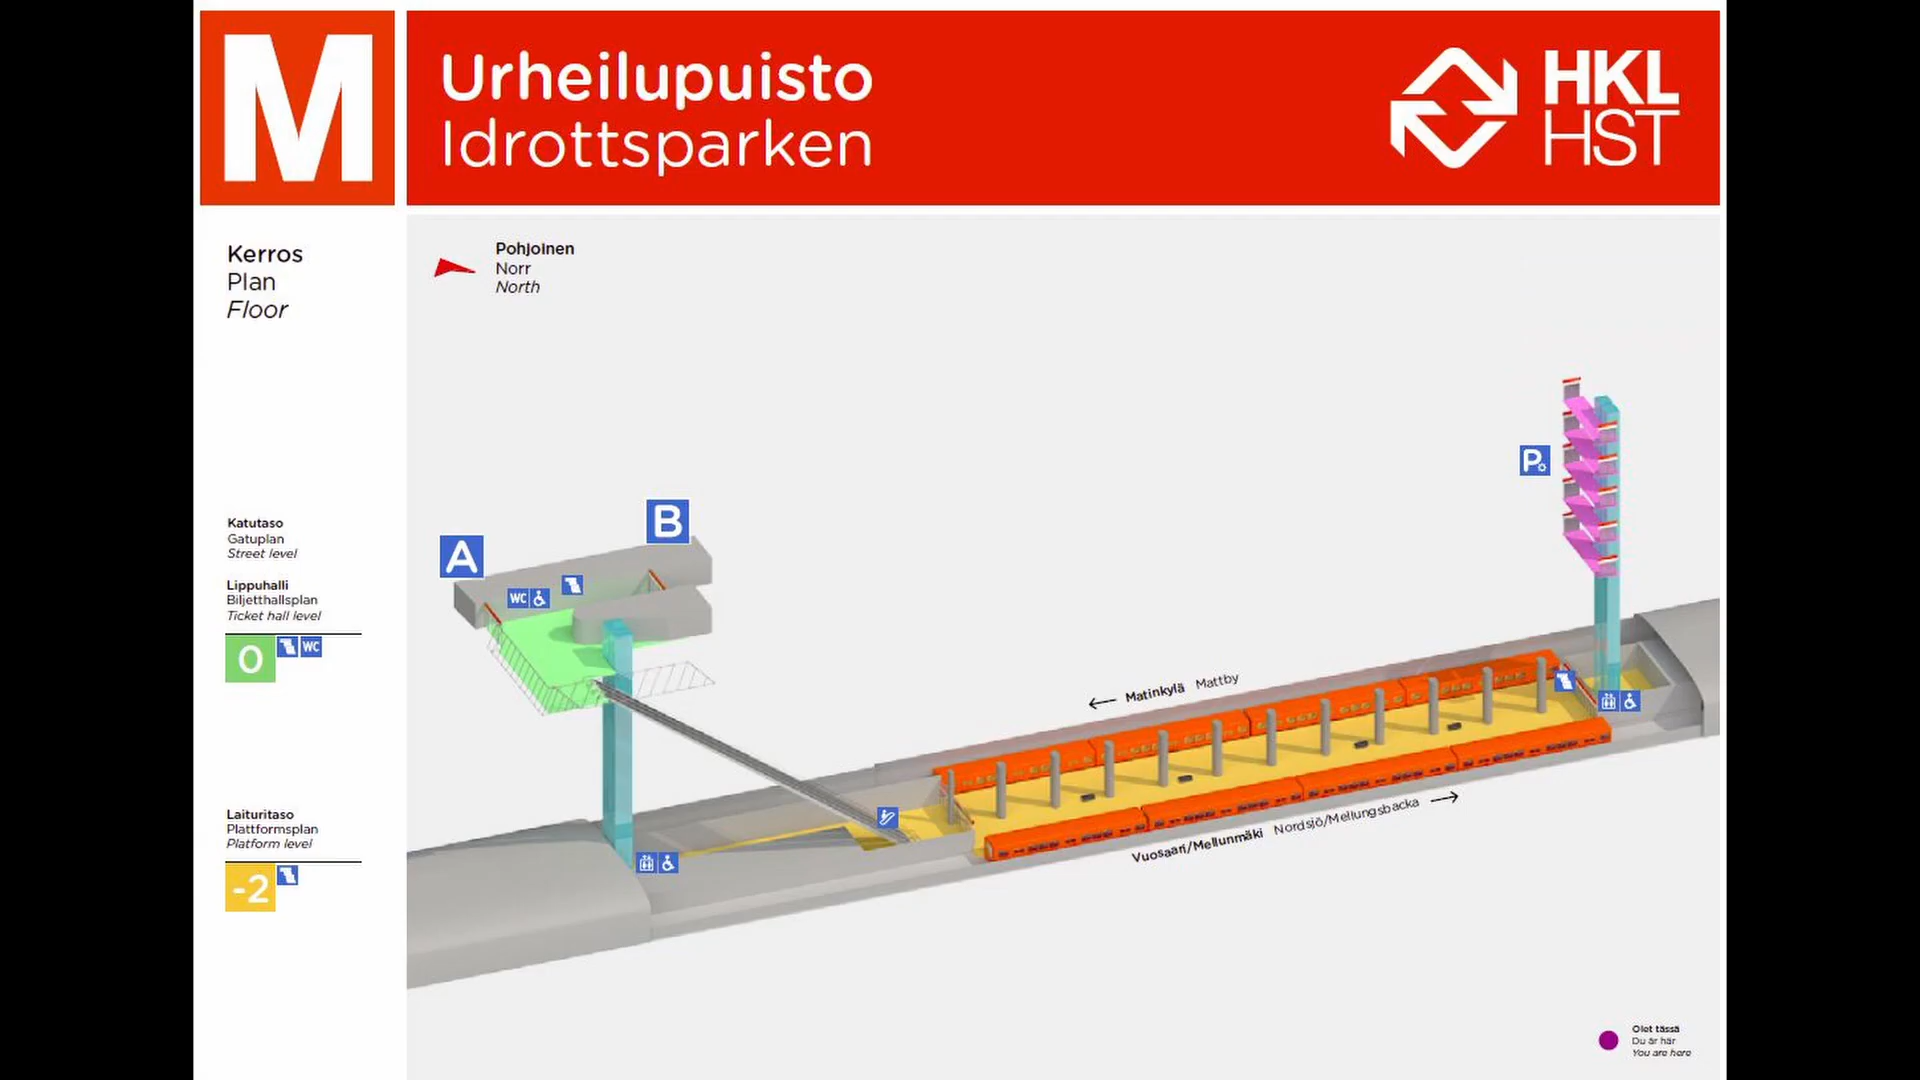 M
Urheilupuisto
Idrottsparken
HKL
HST
Kerros
Plan
Floor
Pohjoinen
Norr
North
Katutaso
Gatuplan
Street level
Lippuhalli
Biljetthallsplan
Ticket hall level
0 WC
Laituritaso
Plattformsplan
Platform level
-2
A
B
WC
P
← Matinkylä Mattby
Vuosaari/Mellunmäki Nordsjö/Mellungsbacka →
Olet tässä
Du är här
You are here